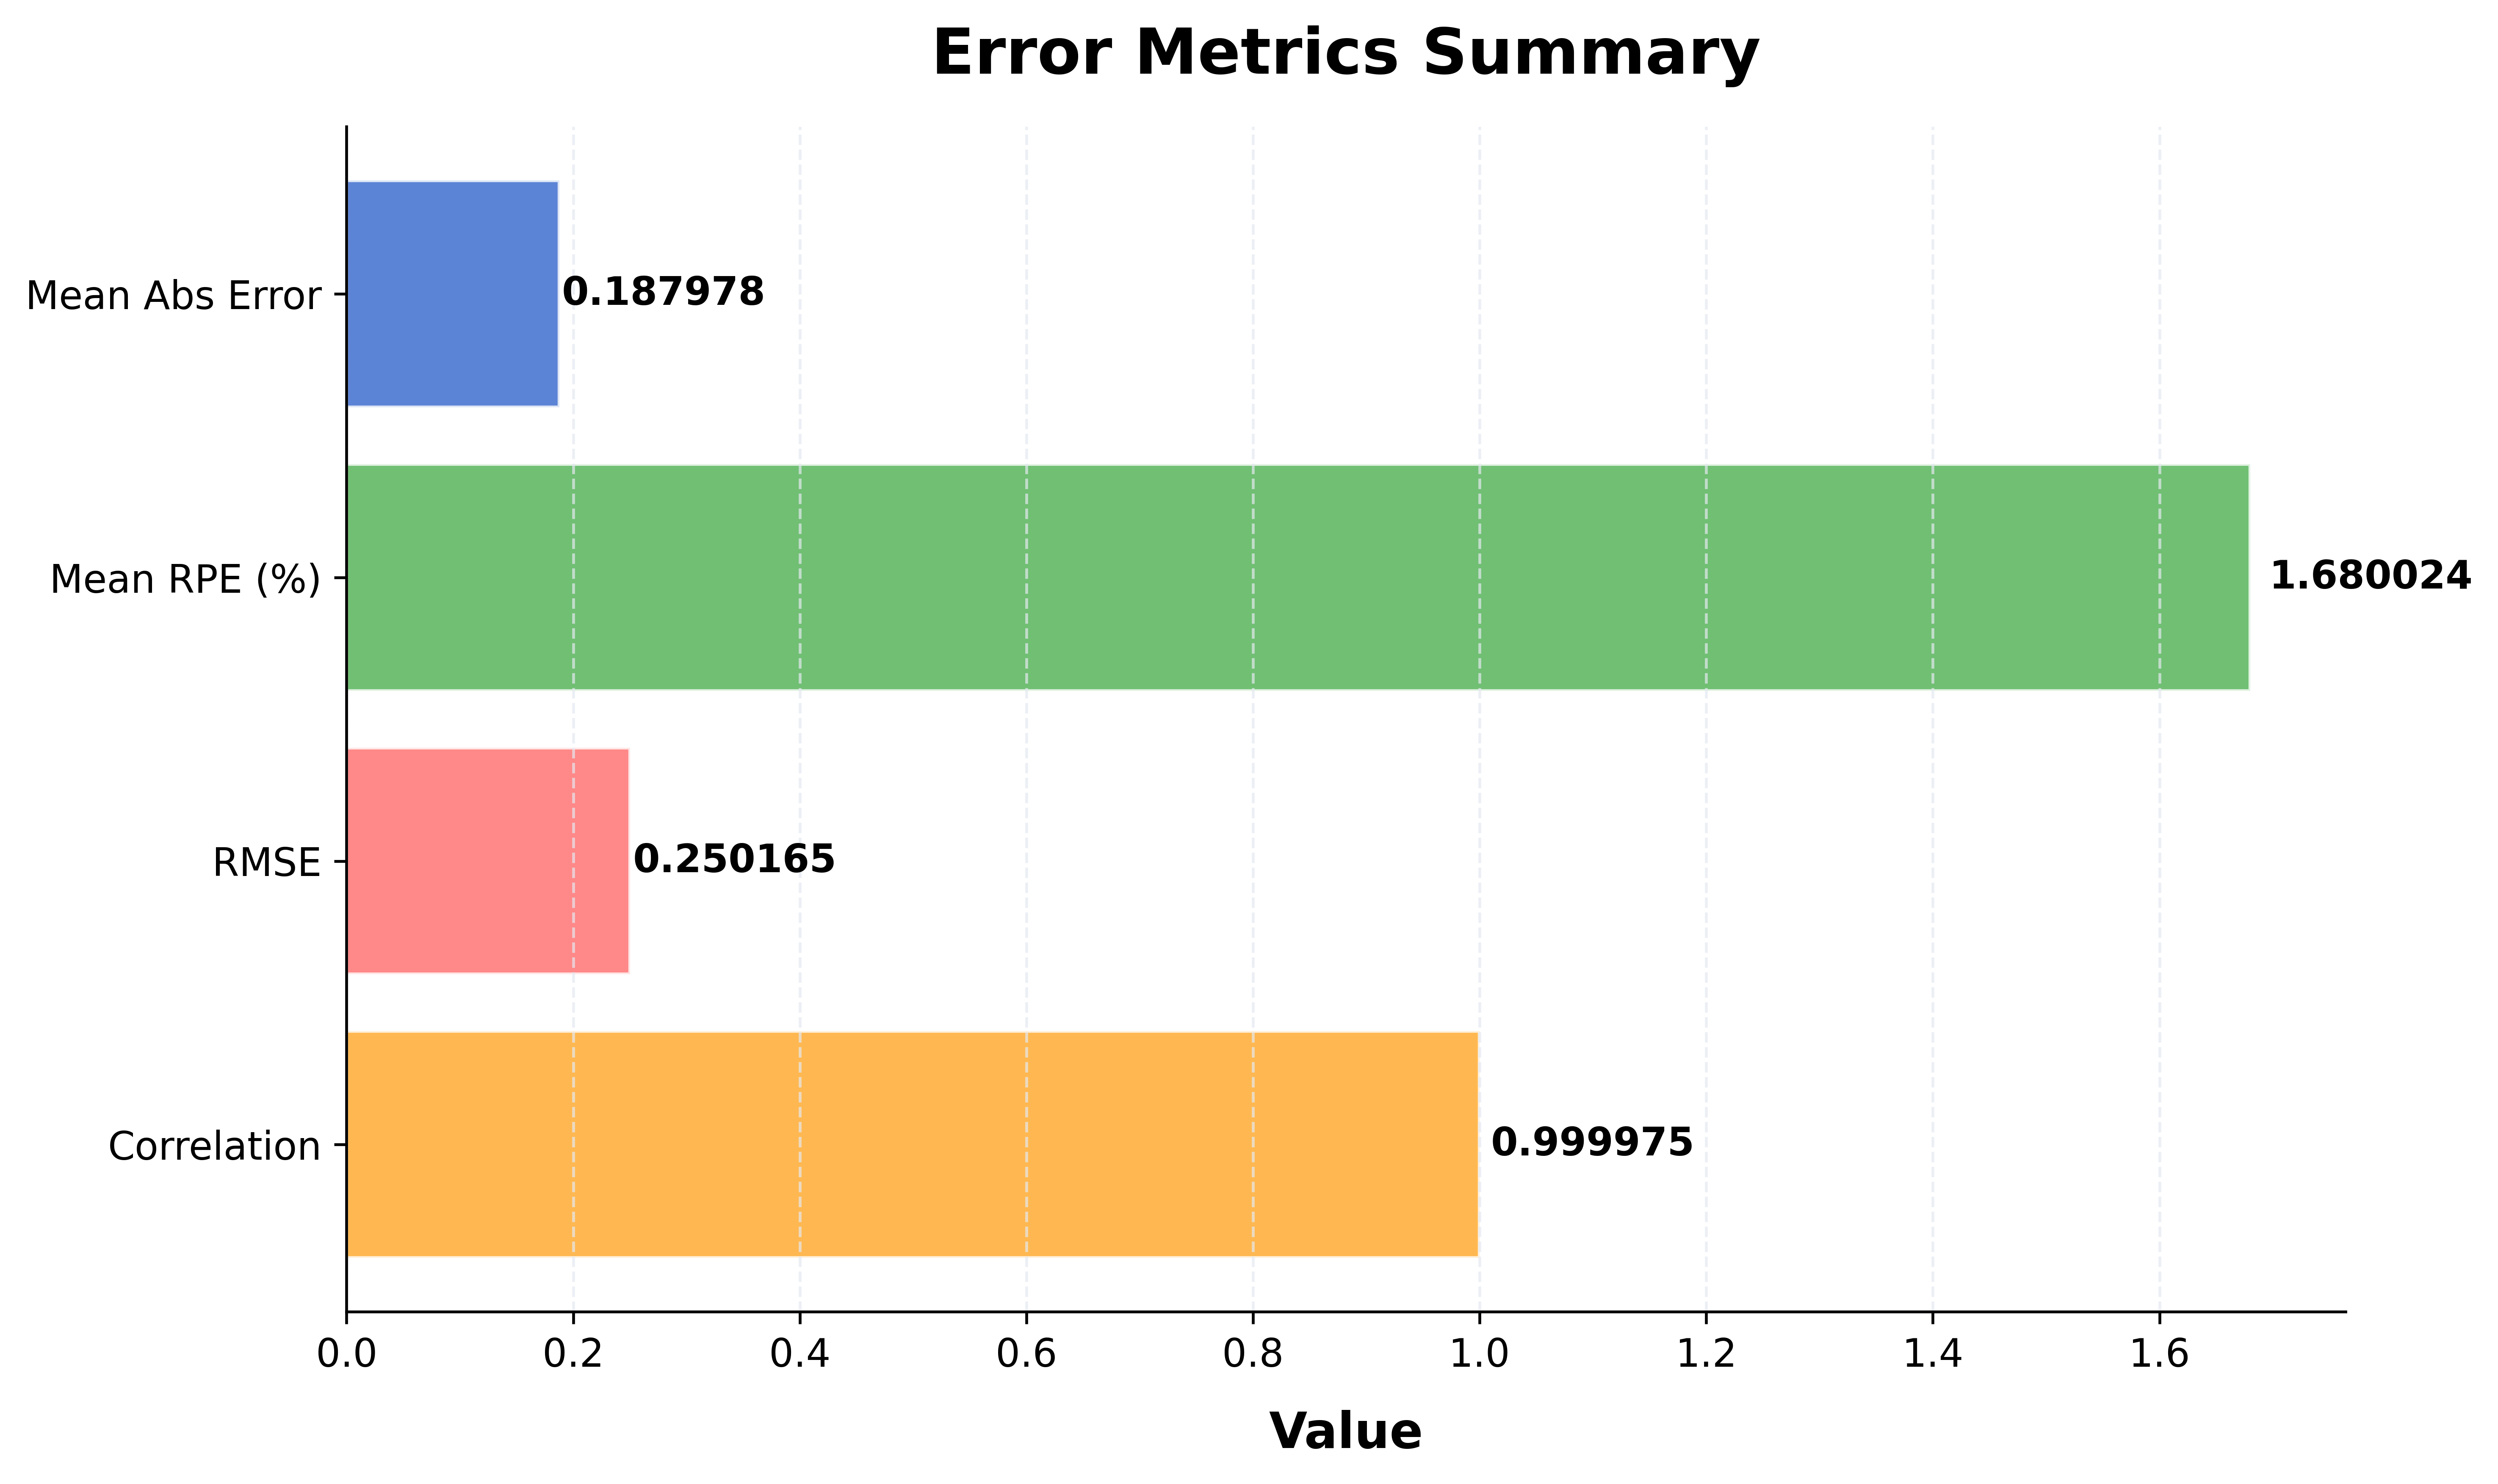 Error Metrics Summary
Mean Abs Error
0.187978
Mean RPE (%)
1.680024
RMSE
0.250165
Correlation
0.999975
0.0 0.2 0.4 0.6 0.8 1.0 1.2 1.4 1.6
Value